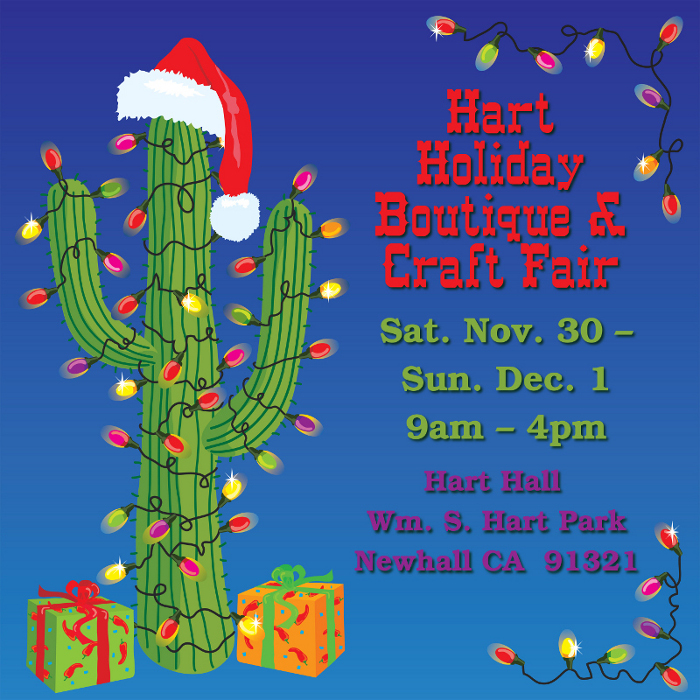 Hart
Holiday
Boutique &
Craft Fair
Sat. Nov. 30 –
Sun. Dec. 1
9am – 4pm
Hart Hall
Wm. S. Hart Park
Newhall CA 91321